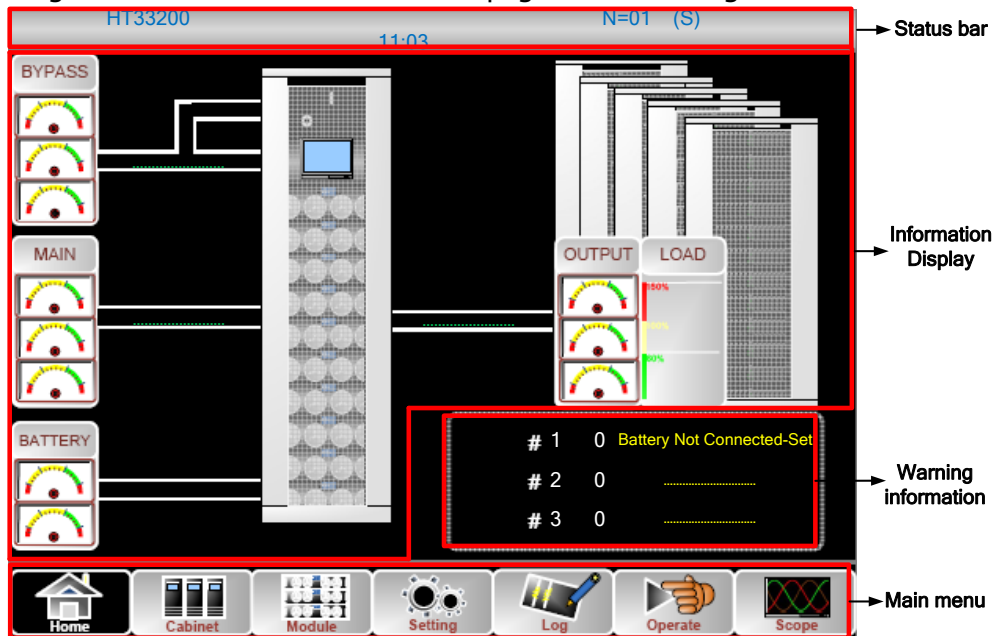 HT33200 N=01 (S)
11:03
Status bar
BYPASS
MAIN
BATTERY
OUTPUT LOAD
150%
100%
60%
Information
Display
# 1 0 Battery Not Connected-Set
# 2 0
# 3 0
Warning
information
Home Cabinet Module Setting Log Operate Scope
Main menu